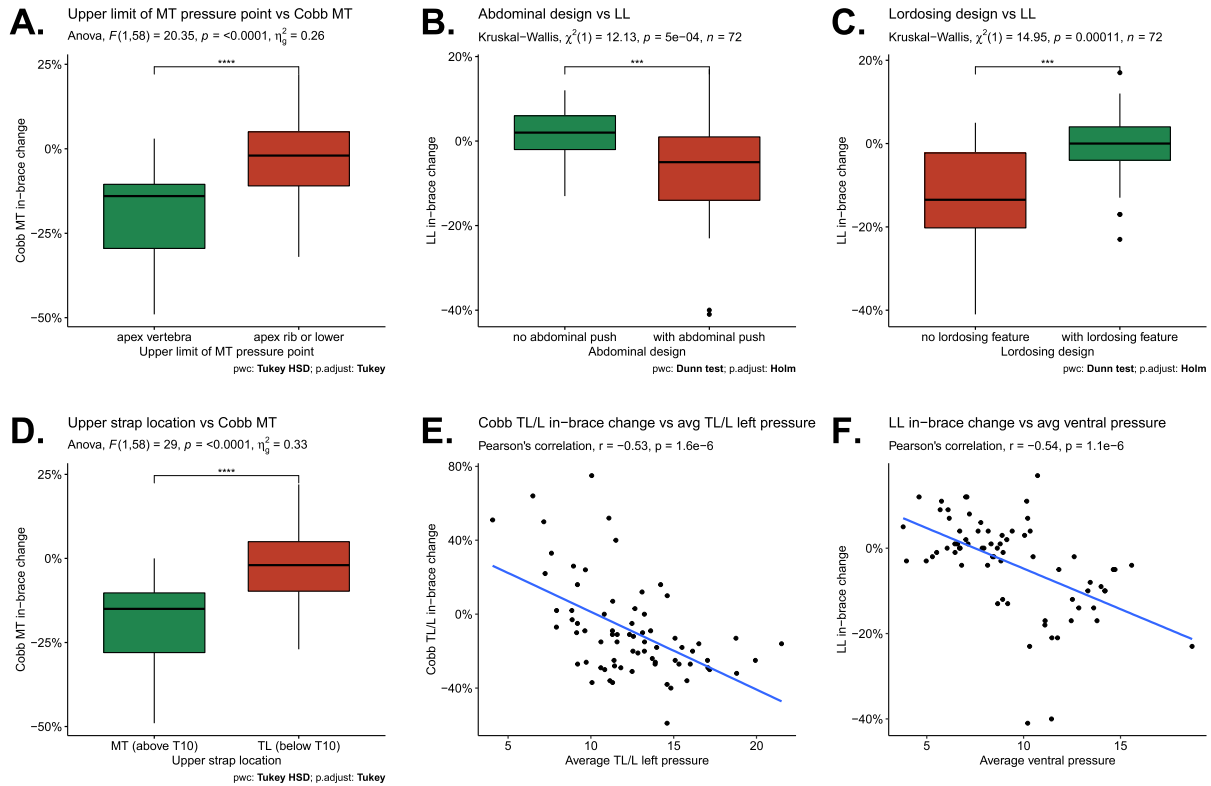 A. Upper limit of MT pressure point vs Cobb MT
Anova, F(1,58) = 20.35, p = <0.0001, η²g = 0.26
25%
0%
−25%
−50%
Cobb MT in−brace change
****
apex vertebra apex rib or lower
Upper limit of MT pressure point
pwc: Tukey HSD; p.adjust: Tukey
B. Abdominal design vs LL
Kruskal−Wallis, χ²(1) = 12.13, p = 5e−04, n = 72
20%
0%
−20%
−40%
LL in−brace change
***
no abdominal push with abdominal push
Abdominal design
pwc: Dunn test; p.adjust: Holm
C. Lordosing design vs LL
Kruskal−Wallis, χ²(1) = 14.95, p = 0.00011, n = 72
20%
0%
−20%
−40%
LL in−brace change
***
no lordosing feature with lordosing feature
Lordosing design
pwc: Dunn test; p.adjust: Holm
D. Upper strap location vs Cobb MT
Anova, F(1,58) = 29, p = <0.0001, η²g = 0.33
25%
0%
−25%
−50%
Cobb MT in−brace change
****
MT (above T10) TL (below T10)
Upper strap location
pwc: Tukey HSD; p.adjust: Tukey
E. Cobb TL/L in−brace change vs avg TL/L left pressure
Pearson's correlation, r = −0.53, p = 1.6e−6
80%
40%
0%
−40%
Cobb TL/L in−brace change
5 10 15 20
Average TL/L left pressure
F. LL in−brace change vs avg ventral pressure
Pearson's correlation, r = −0.54, p = 1.1e−6
0%
−20%
−40%
LL in−brace change
5 10 15
Average ventral pressure